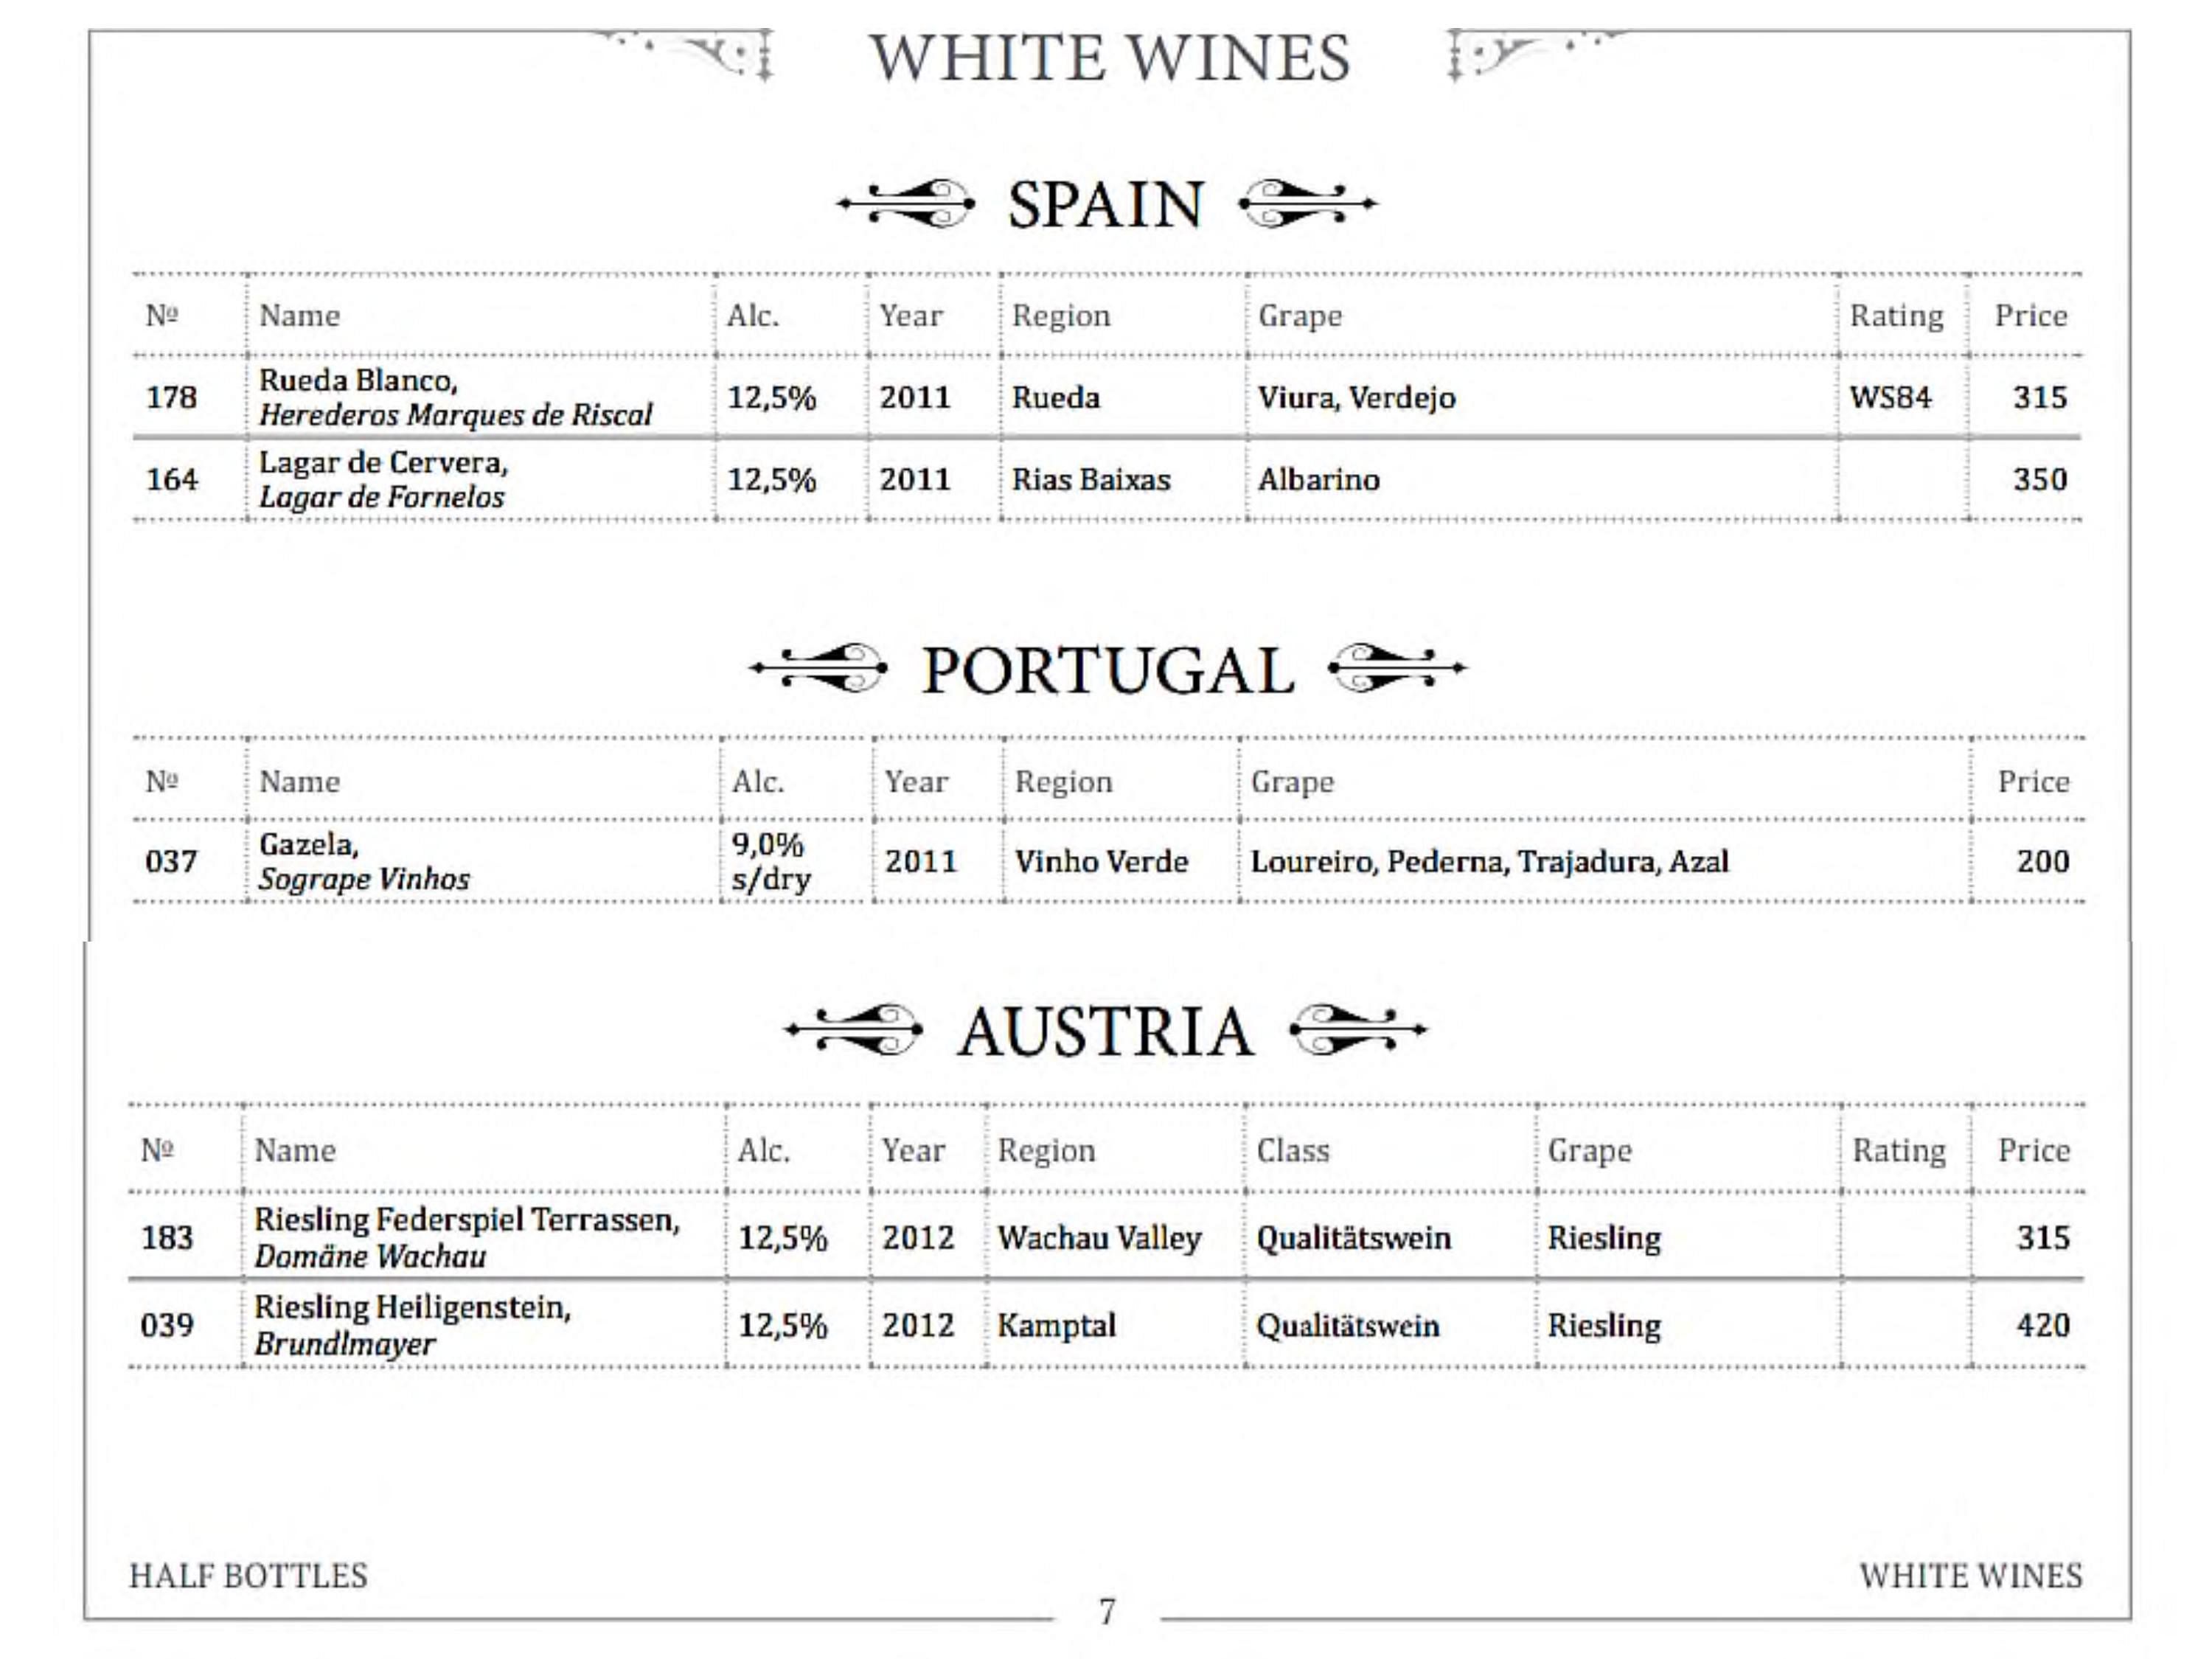 WHITE WINES
SPAIN
Nº Name Alc. Year Region Grape Rating Price
178 Rueda Blanco, 12,5% 2011 Rueda Viura, Verdejo WS84 315
Herederos Marques de Riscal
164 Lagar de Cervera, 12,5% 2011 Rias Baixas Albarino 350
Lagar de Fornelos
PORTUGAL
Nº Name Alc. Year Region Grape Price
037 Gazela, 9,0% 2011 Vinho Verde Loureiro, Pederna, Trajadura, Azal 200
Sogrape Vinhos s/dry
AUSTRIA
Nº Name Alc. Year Region Class Grape Rating Price
183 Riesling Federspiel Terrassen, 12,5% 2012 Wachau Valley Qualitätswein Riesling 315
Domäne Wachau
039 Riesling Heiligenstein, 12,5% 2012 Kamptal Qualitätswein Riesling 420
Brundlmayer
HALF BOTTLES WHITE WINES
7